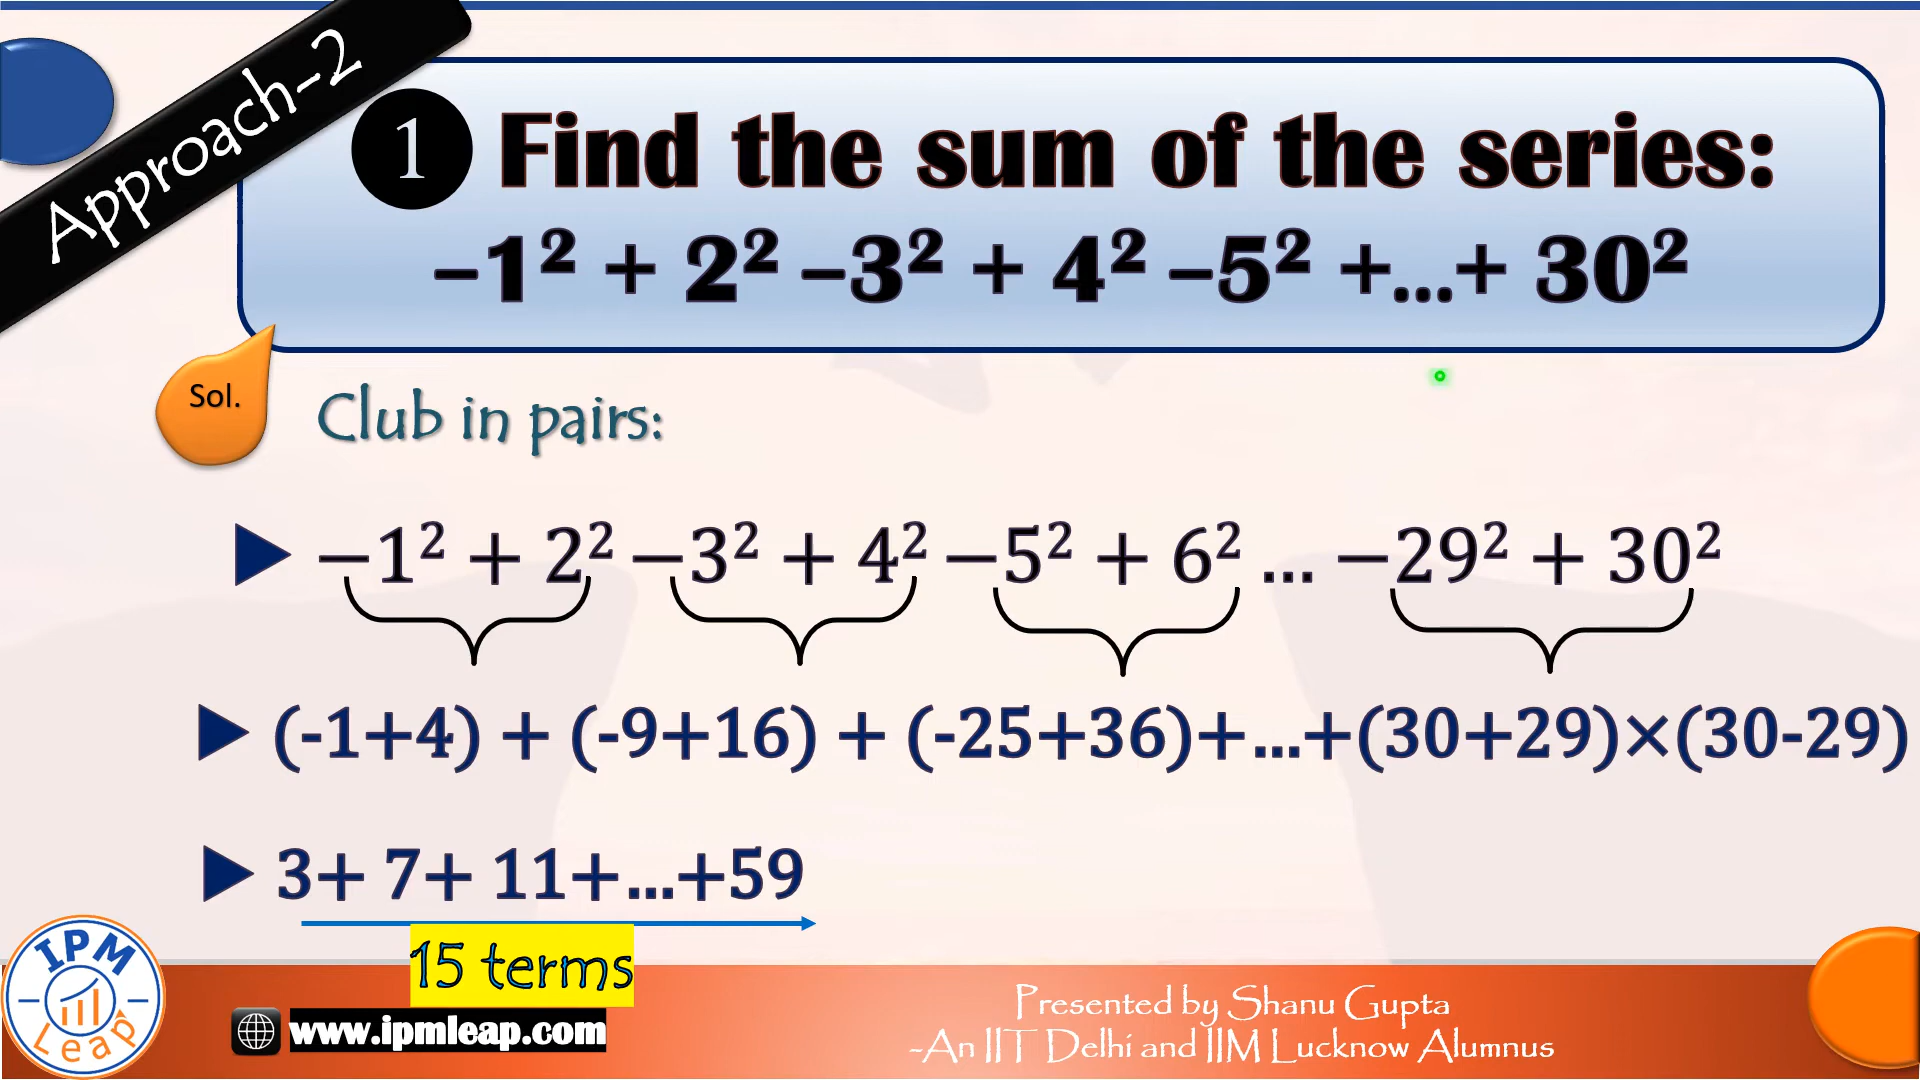 Approach-2
1 Find the sum of the series:
–1² + 2² –3² + 4² –5² +...+ 30²
Sol.
Club in pairs:
−1² + 2² −3² + 4² −5² + 6² ... −29² + 30²
(-1+4) + (-9+16) + (-25+36)+...+(30+29)×(30-29)
3+ 7+ 11+...+59
15 terms
IPM
Leap
www.ipmleap.com
Presented by Shanu Gupta
-An IIT Delhi and IIM Lucknow Alumnus